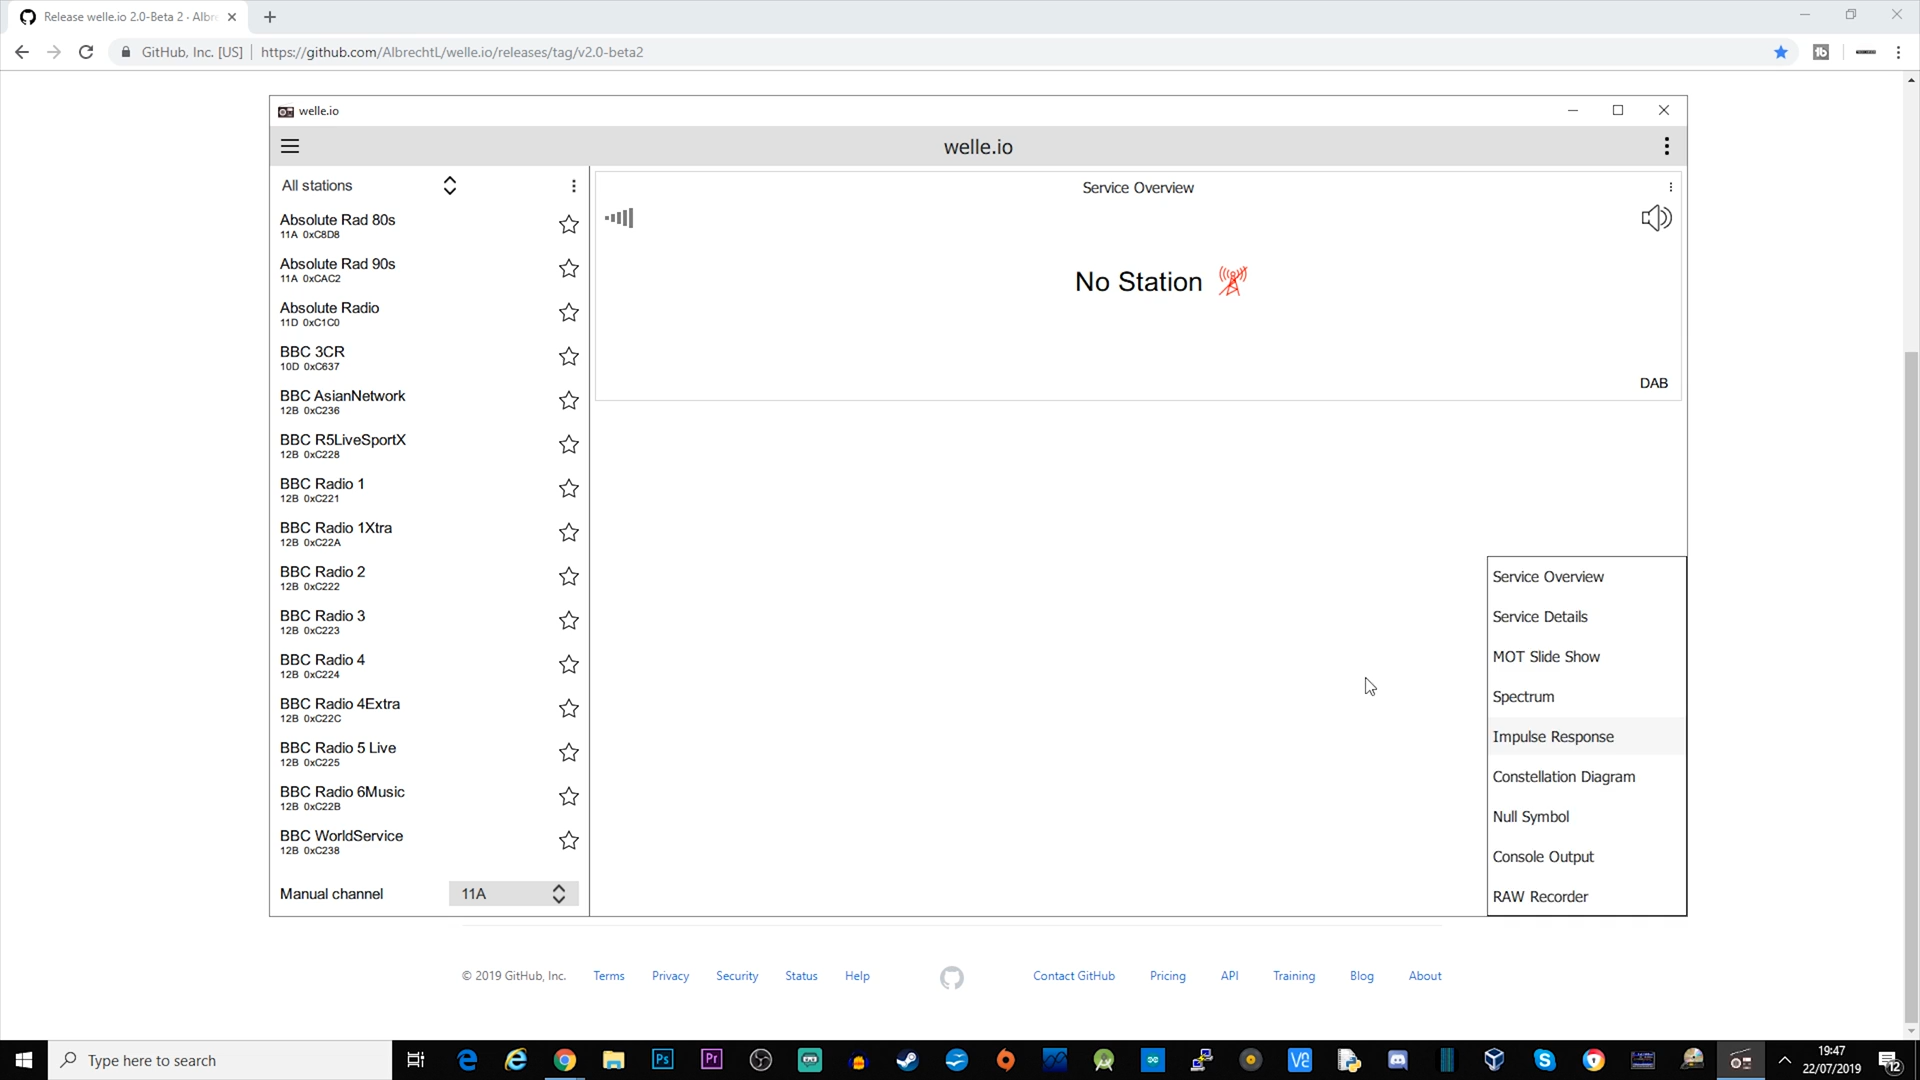 Release welle.io 2.0-Beta 2 · Albre
GitHub, Inc. [US]
https://github.com/AlbrechtL/welle.io/releases/tag/v2.0-beta2
welle.io
welle.io
All stations
Absolute Rad 80s
11A 0xC8D8
Absolute Rad 90s
11A 0xCAC2
Absolute Radio
11D 0xC1C0
BBC 3CR
10D 0xC637
BBC AsianNetwork
12B 0xC236
BBC R5LiveSportX
12B 0xC228
BBC Radio 1
12B 0xC221
BBC Radio 1Xtra
12B 0xC22A
BBC Radio 2
12B 0xC222
BBC Radio 3
12B 0xC223
BBC Radio 4
12B 0xC224
BBC Radio 4Extra
12B 0xC22C
BBC Radio 5 Live
12B 0xC225
BBC Radio 6Music
12B 0xC22B
BBC WorldService
12B 0xC238
Manual channel
11A
Service Overview
No Station
DAB
Service Overview
Service Details
MOT Slide Show
Spectrum
Impulse Response
Constellation Diagram
Null Symbol
Console Output
RAW Recorder
© 2019 GitHub, Inc. Terms Privacy Security Status Help Contact GitHub Pricing API Training Blog About
Type here to search
Ps
Pr
19:47
22/07/2019
12